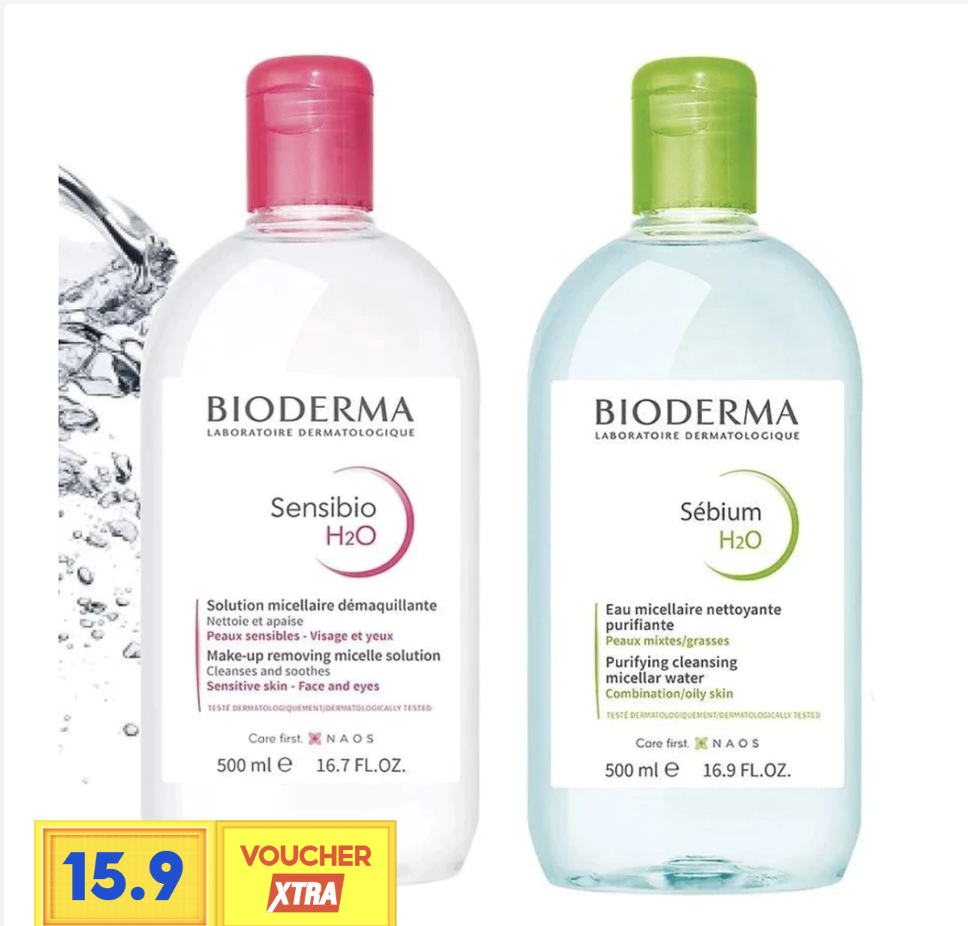 BIODERMA
LABORATOIRE DERMATOLOGIQUE
Sensibio
H2O
Solution micellaire démaquillante
Nettoie et apaise
Peaux sensibles - Visage et yeux
Make-up removing micelle solution
Cleanses and soothes
Sensitive skin - Face and eyes
TESTÉ DERMATOLOGIQUEMENT/DERMATOLOGICALLY TESTED
Care first. NAOS
500 ml ℮ 16.7 FL.OZ.
BIODERMA
LABORATOIRE DERMATOLOGIQUE
Sébium
H2O
Eau micellaire nettoyante
purifiante
Peaux mixtes/grasses
Purifying cleansing
micellar water
Combination/oily skin
TESTÉ DERMATOLOGIQUEMENT/DERMATOLOGICALLY TESTED
Care first. NAOS
500 ml ℮ 16.9 FL.OZ.
15.9
VOUCHER
XTRA